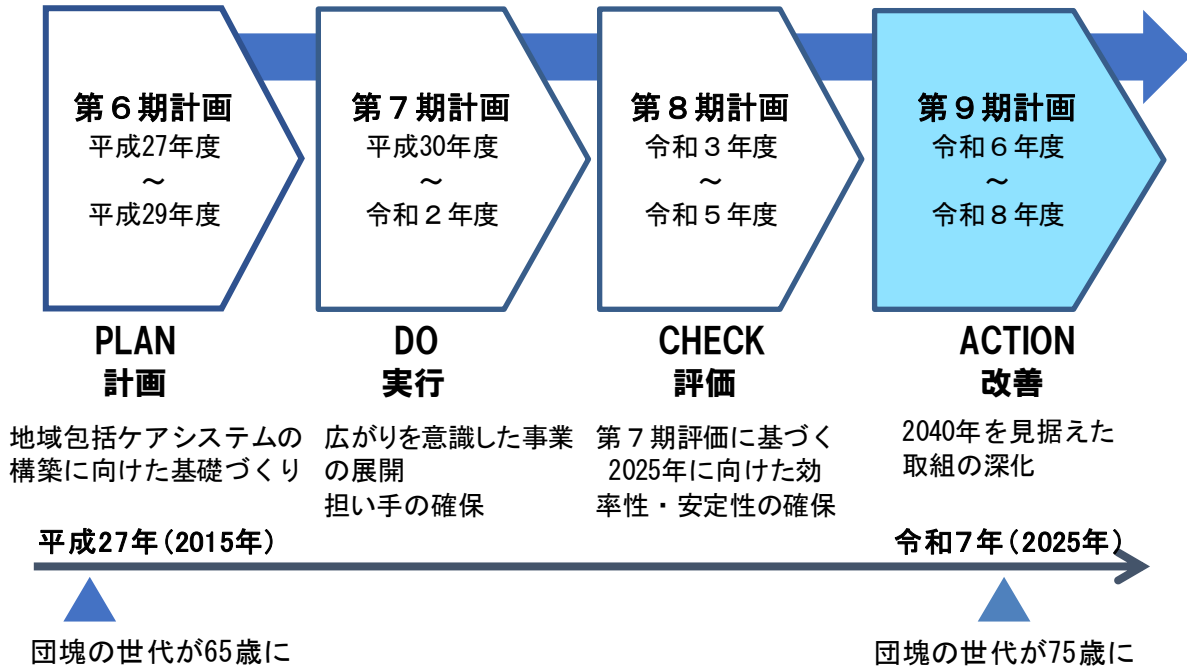 第６期計画
平成27年度
～
平成29年度
第７期計画
平成30年度
～
令和２年度
第８期計画
令和３年度
～
令和５年度
第９期計画
令和６年度
～
令和８年度
PLAN
計画
地域包括ケアシステムの
構築に向けた基礎づくり
DO
実行
広がりを意識した事業
の展開
担い手の確保
CHECK
評価
第７期評価に基づく
2025年に向けた効
率性・安定性の確保
ACTION
改善
2040年を見据えた
取組の深化
平成27年（2015年）
令和７年（2025年）
団塊の世代が65歳に
団塊の世代が75歳に